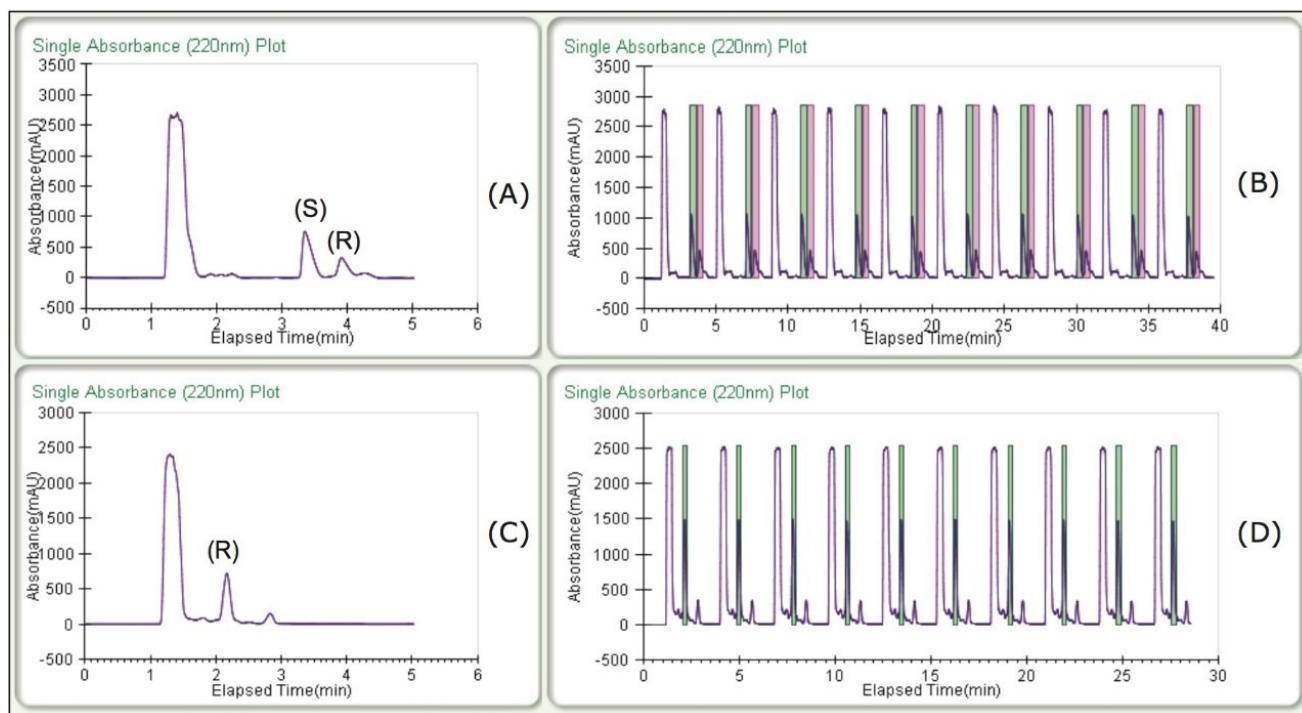 Single Absorbance (220nm) Plot
3500
3000
2500
2000
1500
1000
500
0
-500
Absorbance(mAU)
(S)
(R)
(A)
0 1 2 3 4 5 6
Elapsed Time(min)
Single Absorbance (220nm) Plot
3500
3000
2500
2000
1500
1000
500
0
-500
Absorbance(mAU)
(B)
0 5 10 15 20 25 30 35 40
Elapsed Time(min)
Single Absorbance (220nm) Plot
3000
2500
2000
1500
1000
500
0
-500
Absorbance(mAU)
(R)
(C)
0 1 2 3 4 5 6
Elapsed Time(min)
Single Absorbance (220nm) Plot
3000
2500
2000
1500
1000
500
0
-500
Absorbance(mAU)
(D)
0 5 10 15 20 25 30
Elapsed Time(min)